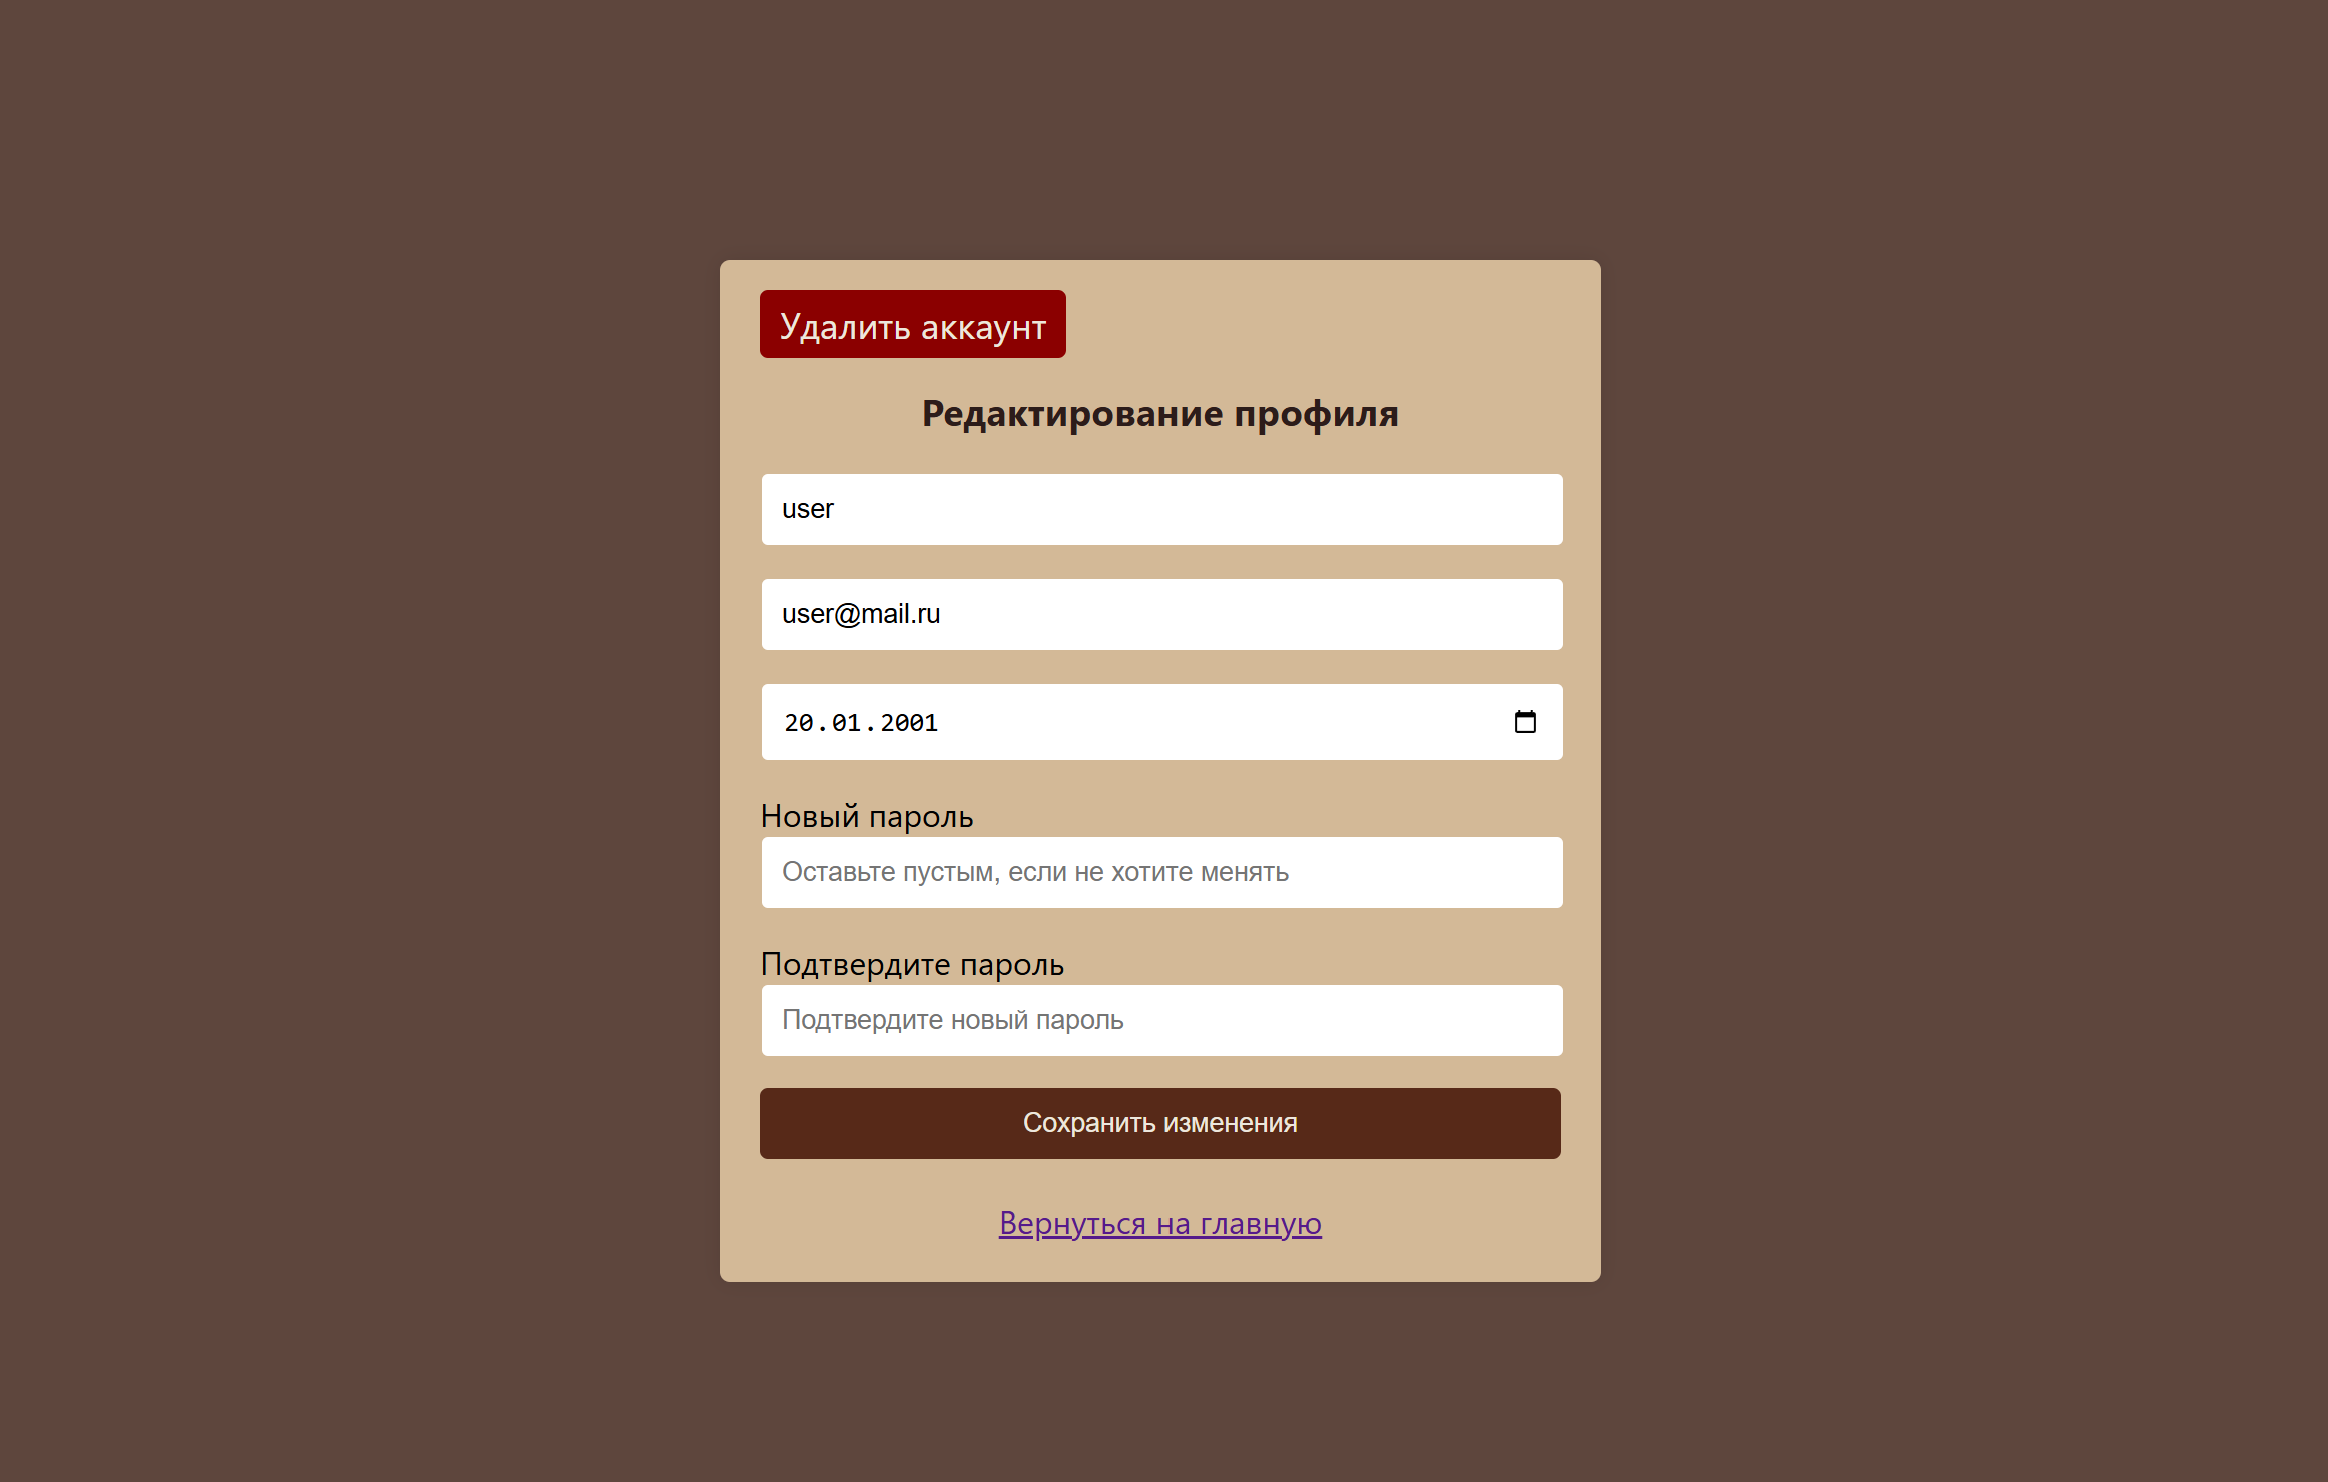 Удалить аккаунт
Редактирование профиля
user
user@mail.ru
20.01.2001
Новый пароль
Оставьте пустым, если не хотите менять
Подтвердите пароль
Подтвердите новый пароль
Сохранить изменения
Вернуться на главную